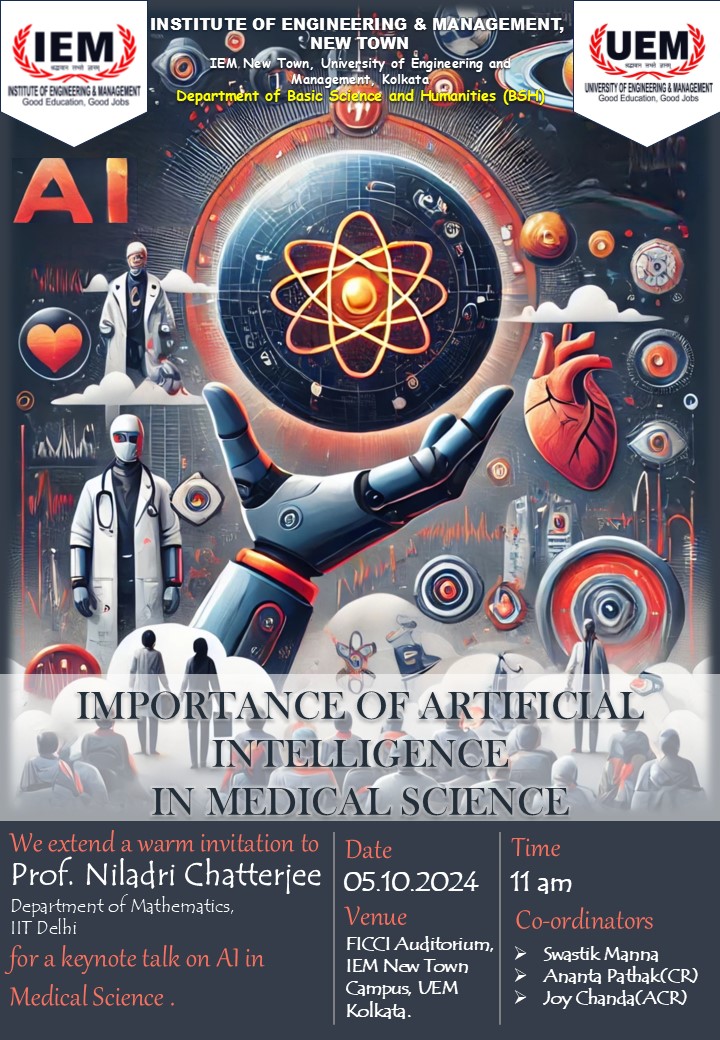 IEM
INSTITUTE OF ENGINEERING & MANAGEMENT
Good Education, Good Jobs
INSTITUTE OF ENGINEERING & MANAGEMENT,
NEW TOWN
IEM New Town, University of Engineering and
Management, Kolkata
Department of Basic Science and Humanities (BSH)
UEM
UNIVERSITY OF ENGINEERING & MANAGEMENT
Good Education, Good Jobs
AI
IMPORTANCE OF ARTIFICIAL
INTELLIGENCE
IN MEDICAL SCIENCE
We extend a warm invitation to
Prof. Niladri Chatterjee
Department of Mathematics,
IIT Delhi
for a keynote talk on AI in
Medical Science .
Date
05.10.2024
Venue
FICCI Auditorium,
IEM New Town
Campus, UEM
Kolkata.
Time
11 am
Co-ordinators
➢ Swastik Manna
➢ Ananta Pathak(CR)
➢ Joy Chanda(ACR)